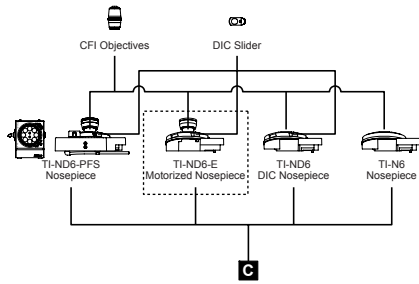 CFI Objectives
DIC Slider
TI-ND6-PFS
Nosepiece
TI-ND6-E
Motorized Nosepiece
TI-ND6
DIC Nosepiece
TI-N6
Nosepiece
C